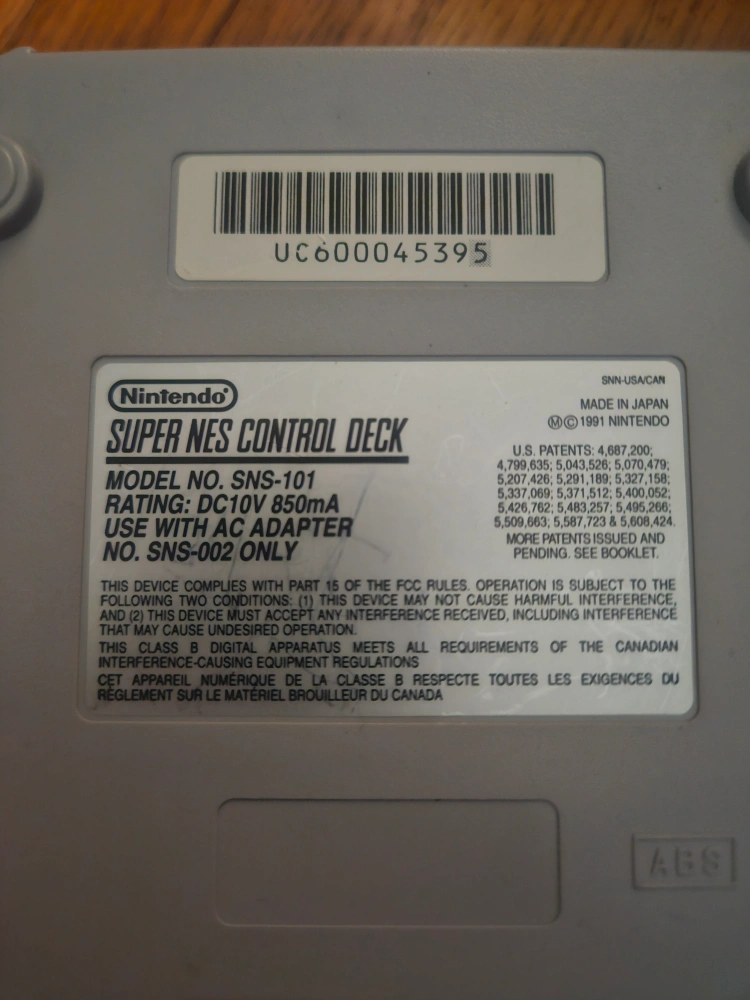 UC600045395
Nintendo®
SUPER NES CONTROL DECK
MODEL NO. SNS-101
RATING: DC10V 850mA
USE WITH AC ADAPTER
NO. SNS-002 ONLY
SNN-USA/CAN
MADE IN JAPAN
Ⓜ©1991 NINTENDO
U.S. PATENTS: 4,687,200;
4,799,635; 5,043,526; 5,070,479;
5,207,426; 5,291,189; 5,327,158;
5,337,069; 5,371,512; 5,400,052;
5,426,762; 5,483,257; 5,495,266;
5,509,663; 5,587,723 & 5,608,424.
MORE PATENTS ISSUED AND
PENDING. SEE BOOKLET.
THIS DEVICE COMPLIES WITH PART 15 OF THE FCC RULES. OPERATION IS SUBJECT TO THE
FOLLOWING TWO CONDITIONS: (1) THIS DEVICE MAY NOT CAUSE HARMFUL INTERFERENCE,
AND (2) THIS DEVICE MUST ACCEPT ANY INTERFERENCE RECEIVED, INCLUDING INTERFERENCE
THAT MAY CAUSE UNDESIRED OPERATION.
THIS CLASS B DIGITAL APPARATUS MEETS ALL REQUIREMENTS OF THE CANADIAN
INTERFERENCE-CAUSING EQUIPMENT REGULATIONS
CET APPAREIL NUMÉRIQUE DE LA CLASSE B RESPECTE TOUTES LES EXIGENCES DU
RÈGLEMENT SUR LE MATÉRIEL BROUILLEUR DU CANADA
ABS